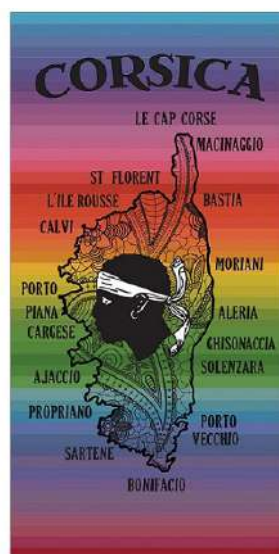 CORSICA
LE CAP CORSE
MACINAGGIO
ST FLORENT
L'ILE ROUSSE
BASTIA
CALVI
MORIANI
PORTO
PIANA
ALERIA
CARGESE
GHISONACCIA
SOLENZARA
AJACCIO
PROPRIANO
PORTO
VECCHIO
SARTENE
BONIFACIO